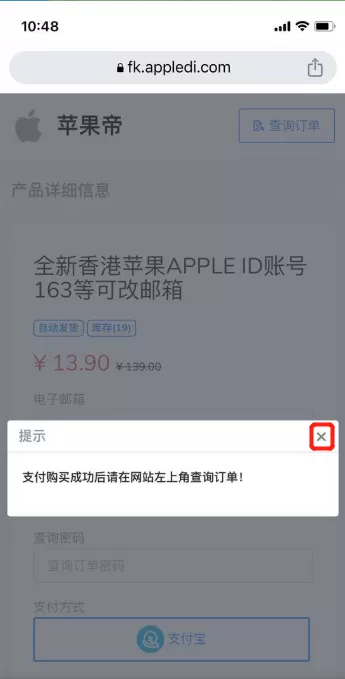 10:48
fk.appledi.com
苹果帝
查询订单
产品详细信息
全新香港苹果APPLE ID账号
163等可改邮箱
自动发货 库存(19)
¥ 13.90 ¥ 139.00
电子邮箱
提示
支付购买成功后请在网站左上角查询订单！
查询密码
查询订单密码
支付方式
支付宝